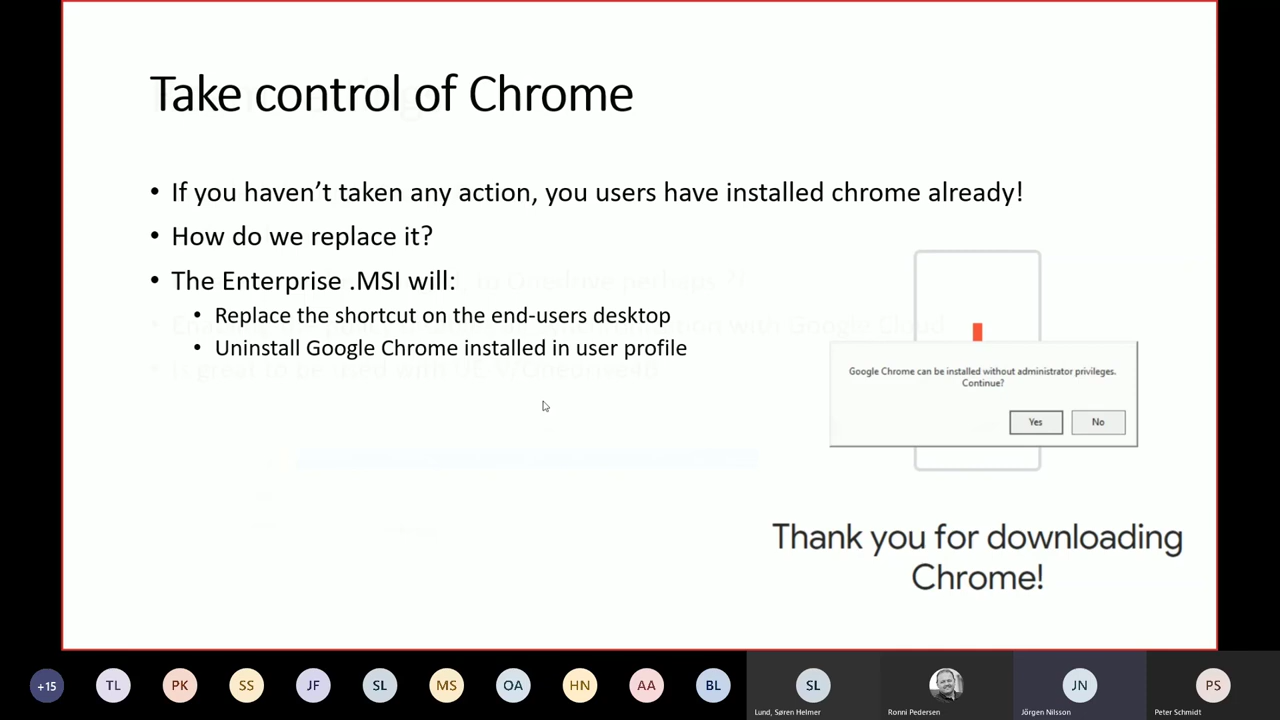 Take control of Chrome
• If you haven’t taken any action, you users have installed chrome already!
• How do we replace it?
• The Enterprise .MSI will:
• Replace the shortcut on the end-users desktop
• Uninstall Google Chrome installed in user profile
Google Chrome can be installed without administrator privileges.
Continue?
Yes
No
Thank you for downloading
Chrome!
+15
TL
PK
SS
JF
SL
MS
OA
HN
AA
BL
SL
JN
PS
Lund, Søren Helmer
Ronni Pedersen
Jörgen Nilsson
Peter Schmidt